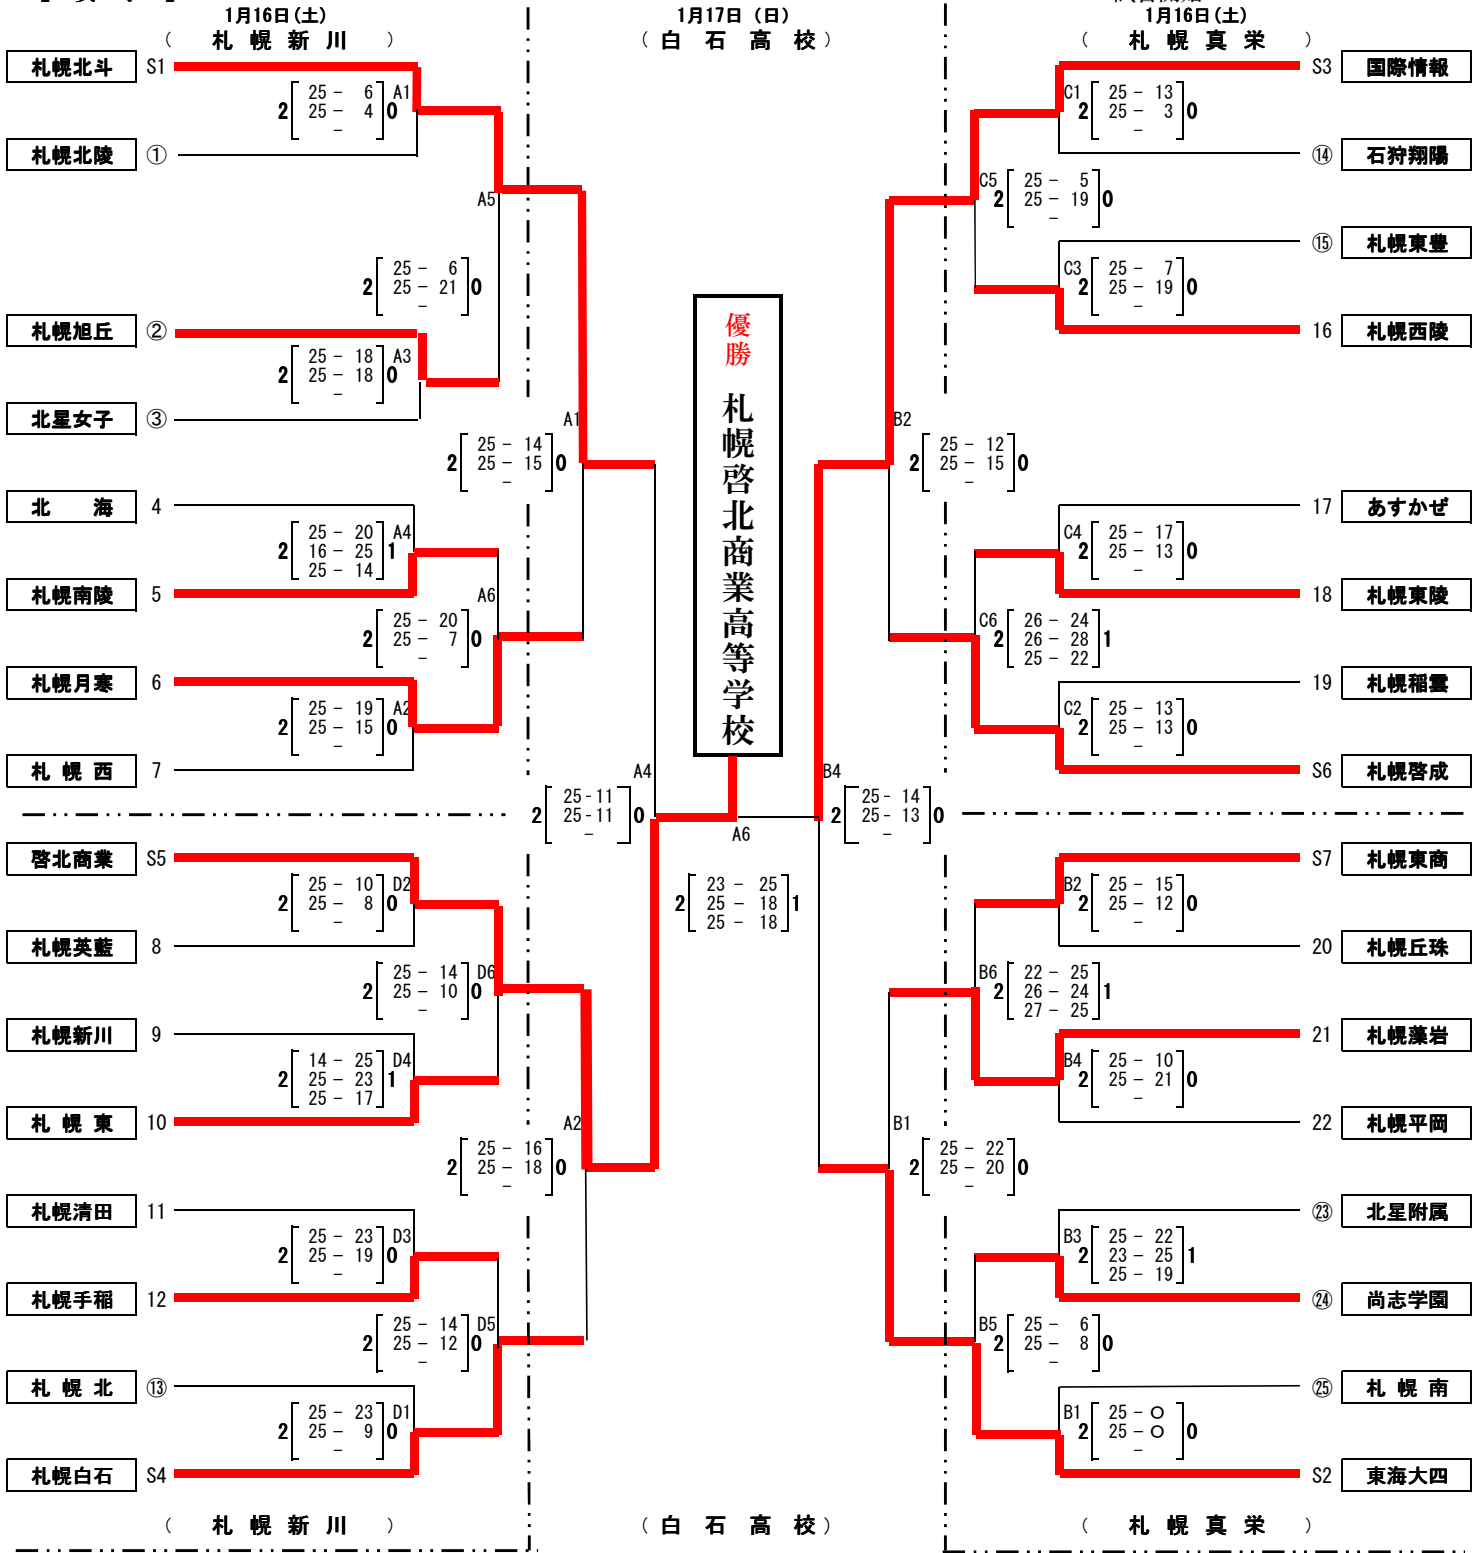 1月16日(土)
( 札 幌 新 川 )
1月17日 (日)
( 白 石 高 校 )
1月16日(土)
( 札 幌 真 栄 )
札幌北斗 S1
2 [25 - 6 / 25 - 4 / -] 0 A1
札幌北陵 ①
A5
2 [25 - 6 / 25 - 21 / -] 0
札幌旭丘 ②
2 [25 - 18 / 25 - 18 / -] 0 A3
北星女子 ③
A1
2 [25 - 14 / 25 - 15 / -] 0
北 海 4
2 [25 - 20 / 16 - 25 / 25 - 14] 1 A4
札幌南陵 5
A6
2 [25 - 20 / 25 - 7 / -] 0
札幌月寒 6
2 [25 - 19 / 25 - 15 / -] 0 A2
札 幌 西 7
A4
2 [25-11 / 25-11 / -] 0
啓北商業 S5
2 [25 - 10 / 25 - 8 / -] 0 D2
札幌英藍 8
2 [25 - 14 / 25 - 10 / -] 0 D6
札幌新川 9
2 [14 - 25 / 25 - 23 / 25 - 17] 1 D4
札 幌 東 10
A2
2 [25 - 16 / 25 - 18 / -] 0
札幌清田 11
2 [25 - 23 / 25 - 19 / -] 0 D3
札幌手稲 12
2 [25 - 14 / 25 - 12 / -] 0 D5
札 幌 北 ⑬
2 [25 - 23 / 25 - 9 / -] 0 D1
札幌白石 S4
優勝
札幌啓北商業高等学校
A6
2 [23 - 25 / 25 - 18 / 25 - 18] 1
S3 国際情報
C1 2 [25 - 13 / 25 - 3 / -] 0
⑭ 石狩翔陽
C5 2 [25 - 5 / 25 - 19 / -] 0
⑮ 札幌東豊
C3 2 [25 - 7 / 25 - 19 / -] 0
16 札幌西陵
B2
2 [25 - 12 / 25 - 15 / -] 0
17 あすかぜ
C4 2 [25 - 17 / 25 - 13 / -] 0
18 札幌東陵
C6 2 [26 - 24 / 26 - 28 / 25 - 22] 1
19 札幌稲雲
C2 2 [25 - 13 / 25 - 13 / -] 0
S6 札幌啓成
B4
2 [25 - 14 / 25 - 13 / -] 0
S7 札幌東商
B2 2 [25 - 15 / 25 - 12 / -] 0
20 札幌丘珠
B6 2 [22 - 25 / 26 - 24 / 27 - 25] 1
21 札幌藻岩
B4 2 [25 - 10 / 25 - 21 / -] 0
22 札幌平岡
B1
2 [25 - 22 / 25 - 20 / -] 0
㉓ 北星附属
B3 2 [25 - 22 / 23 - 25 / 25 - 19] 1
㉔ 尚志学園
B5 2 [25 - 6 / 25 - 8 / -] 0
㉕ 札 幌 南
B1 2 [25 - O / 25 - O / -] 0
S2 東海大四
( 札 幌 新 川 )
( 白 石 高 校 )
( 札 幌 真 栄 )